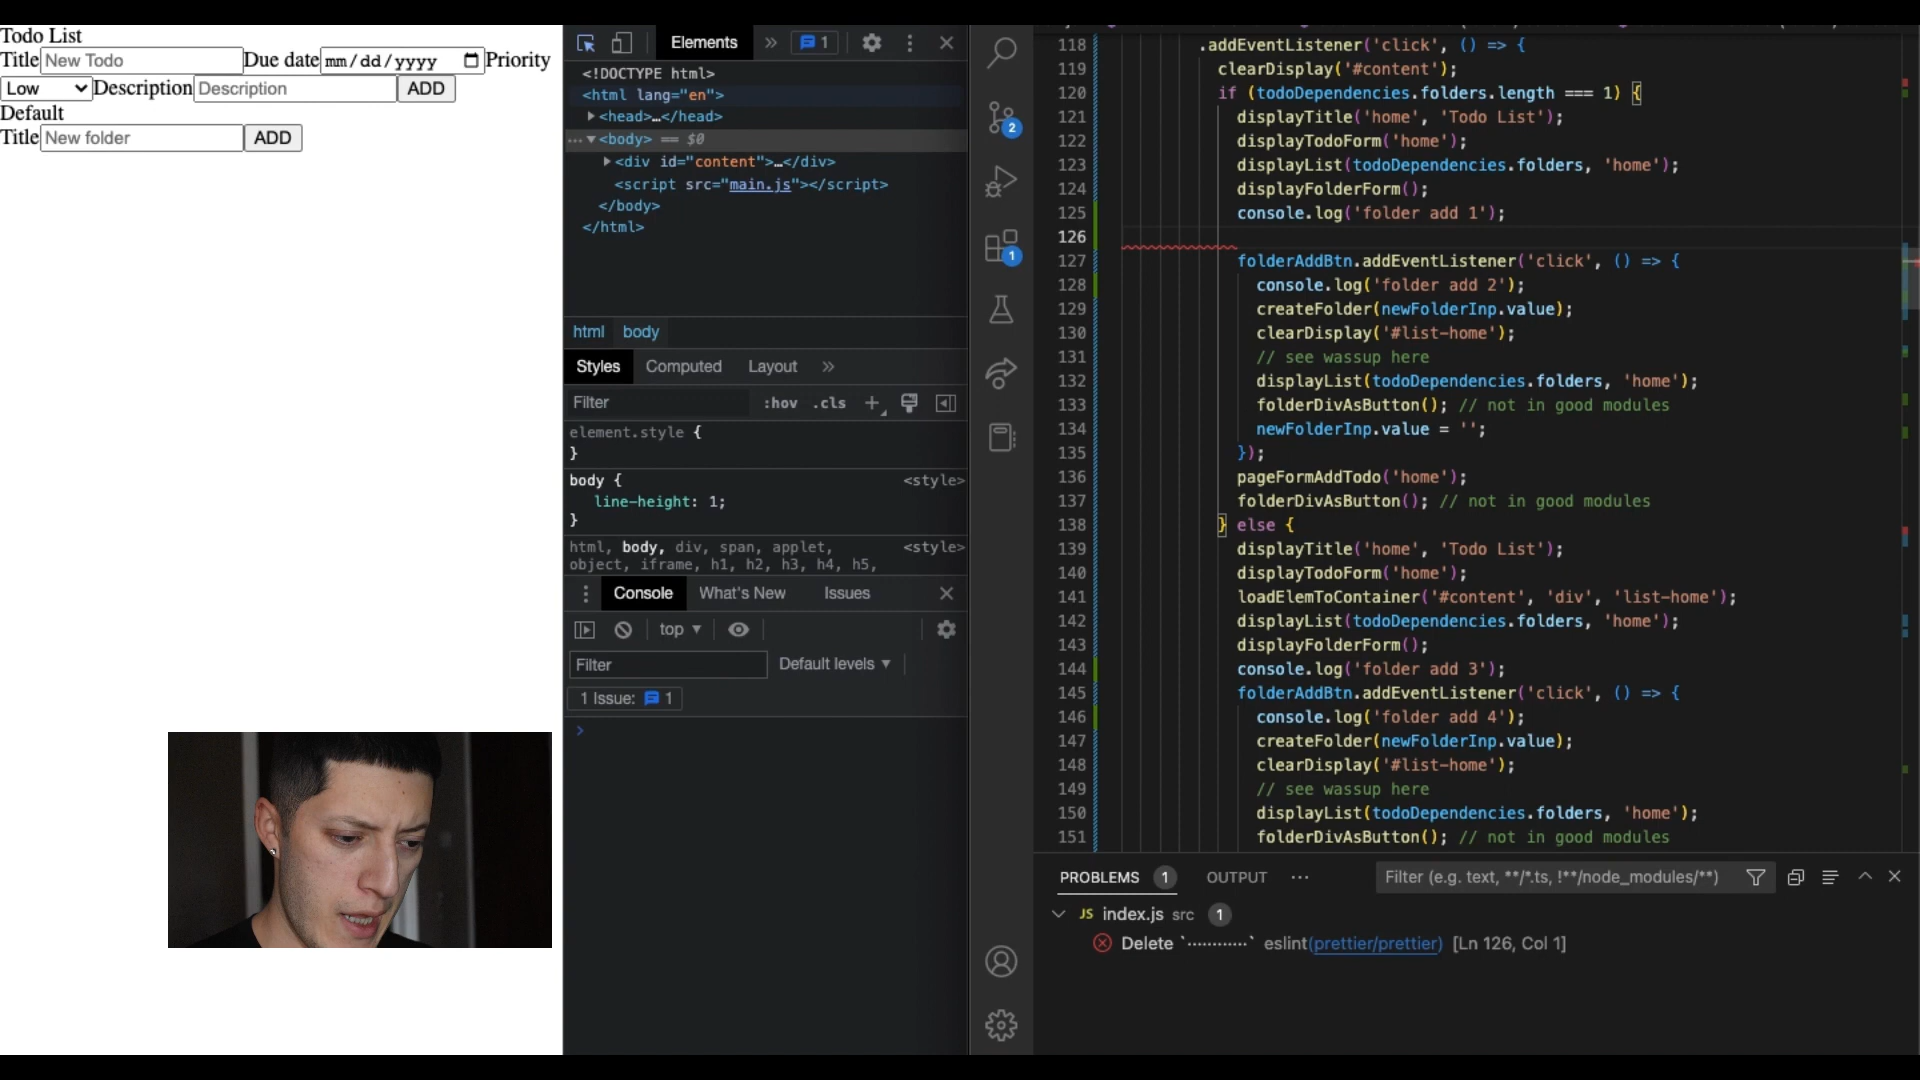 Todo List
Title New Todo Due date mm/dd/yyyy Priority
Low Description Description ADD
Default
Title New folder ADD
Elements » 1
<!DOCTYPE html>
<html lang="en">
<head>…</head>
<body> == $0
<div id="content">…</div>
<script src="main.js"></script>
</body>
</html>
html body
Styles Computed Layout »
Filter :hov .cls +
element.style {
}
body { <style>
line-height: 1;
}
html, body, div, span, applet, <style>
object, iframe, h1, h2, h3, h4, h5,
Console What's New Issues
top ▼
Filter Default levels ▼
1 Issue: 1
>
2
1
118 .addEventListener('click', () => {
119 clearDisplay('#content');
120 if (todoDependencies.folders.length === 1) {
121 displayTitle('home', 'Todo List');
122 displayTodoForm('home');
123 displayList(todoDependencies.folders, 'home');
124 displayFolderForm();
125 console.log('folder add 1');
126
127 folderAddBtn.addEventListener('click', () => {
128 console.log('folder add 2');
129 createFolder(newFolderInp.value);
130 clearDisplay('#list-home');
131 // see wassup here
132 displayList(todoDependencies.folders, 'home');
133 folderDivAsButton(); // not in good modules
134 newFolderInp.value = '';
135 });
136 pageFormAddTodo('home');
137 folderDivAsButton(); // not in good modules
138 } else {
139 displayTitle('home', 'Todo List');
140 displayTodoForm('home');
141 loadElemToContainer('#content', 'div', 'list-home');
142 displayList(todoDependencies.folders, 'home');
143 displayFolderForm();
144 console.log('folder add 3');
145 folderAddBtn.addEventListener('click', () => {
146 console.log('folder add 4');
147 createFolder(newFolderInp.value);
148 clearDisplay('#list-home');
149 // see wassup here
150 displayList(todoDependencies.folders, 'home');
151 folderDivAsButton(); // not in good modules
PROBLEMS 1 OUTPUT ··· Filter (e.g. text, **/*.ts, !**/node_modules/**)
JS index.js src 1
Delete `············` eslint(prettier/prettier) [Ln 126, Col 1]